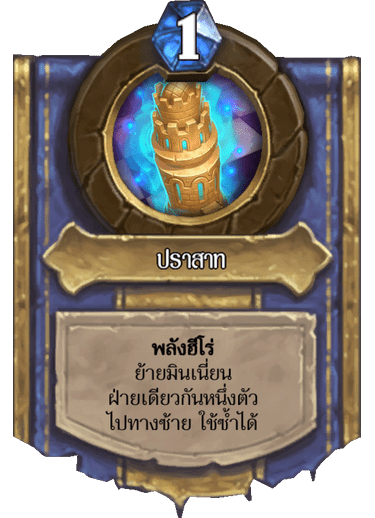 1
ปราสาท
พลังฮีโร่
ย้ายมินเนี่ยน
ฝ่ายเดียวกันหนึ่งตัว
ไปทางซ้าย ใช้ซ้ำได้